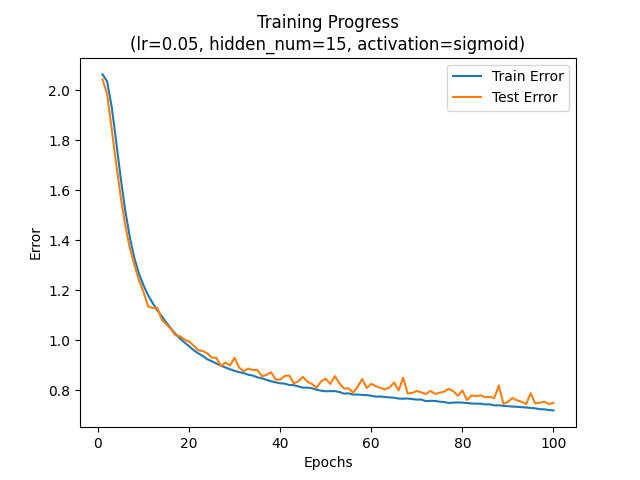 Training Progress
(lr=0.05, hidden_num=15, activation=sigmoid)
Train Error
Test Error
2.0
1.8
1.6
1.4
1.2
1.0
0.8
Error
0
20
40
60
80
100
Epochs